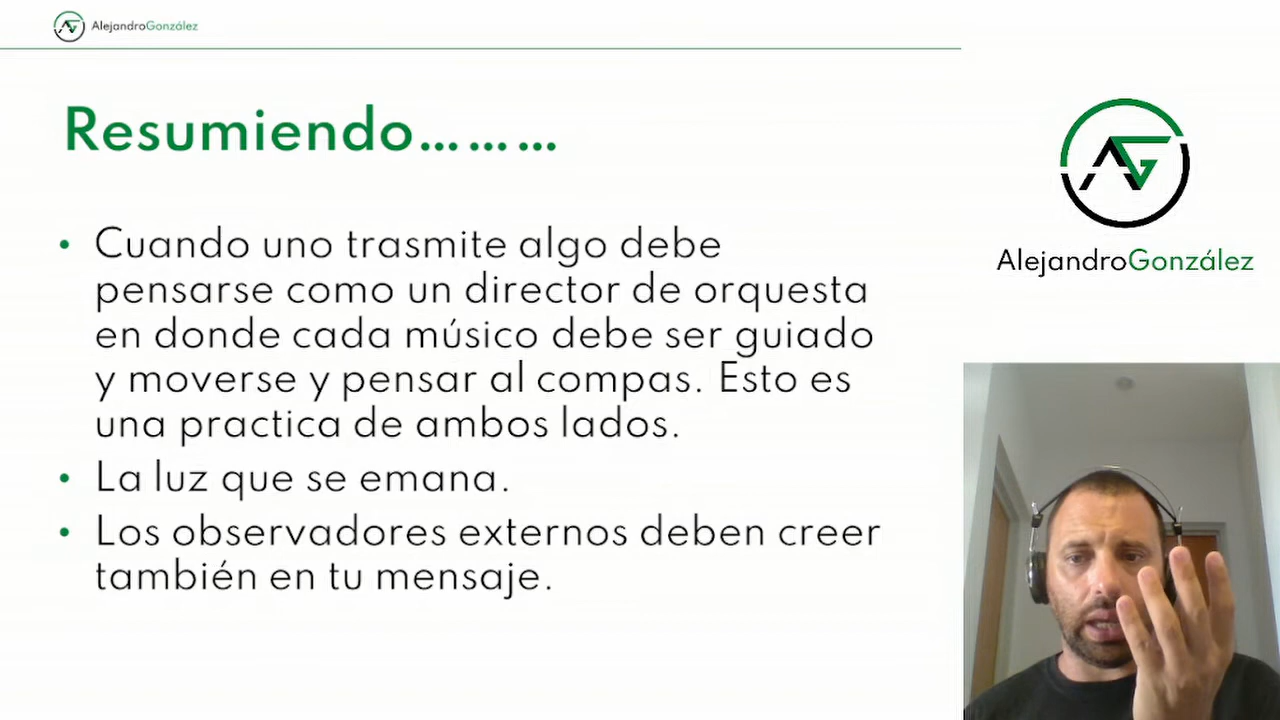 AlejandroGonzález
Resumiendo………
AG
AlejandroGonzález
• Cuando uno trasmite algo debe
pensarse como un director de orquesta
en donde cada músico debe ser guiado
y moverse y pensar al compas. Esto es
una practica de ambos lados.
• La luz que se emana.
• Los observadores externos deben creer
también en tu mensaje.